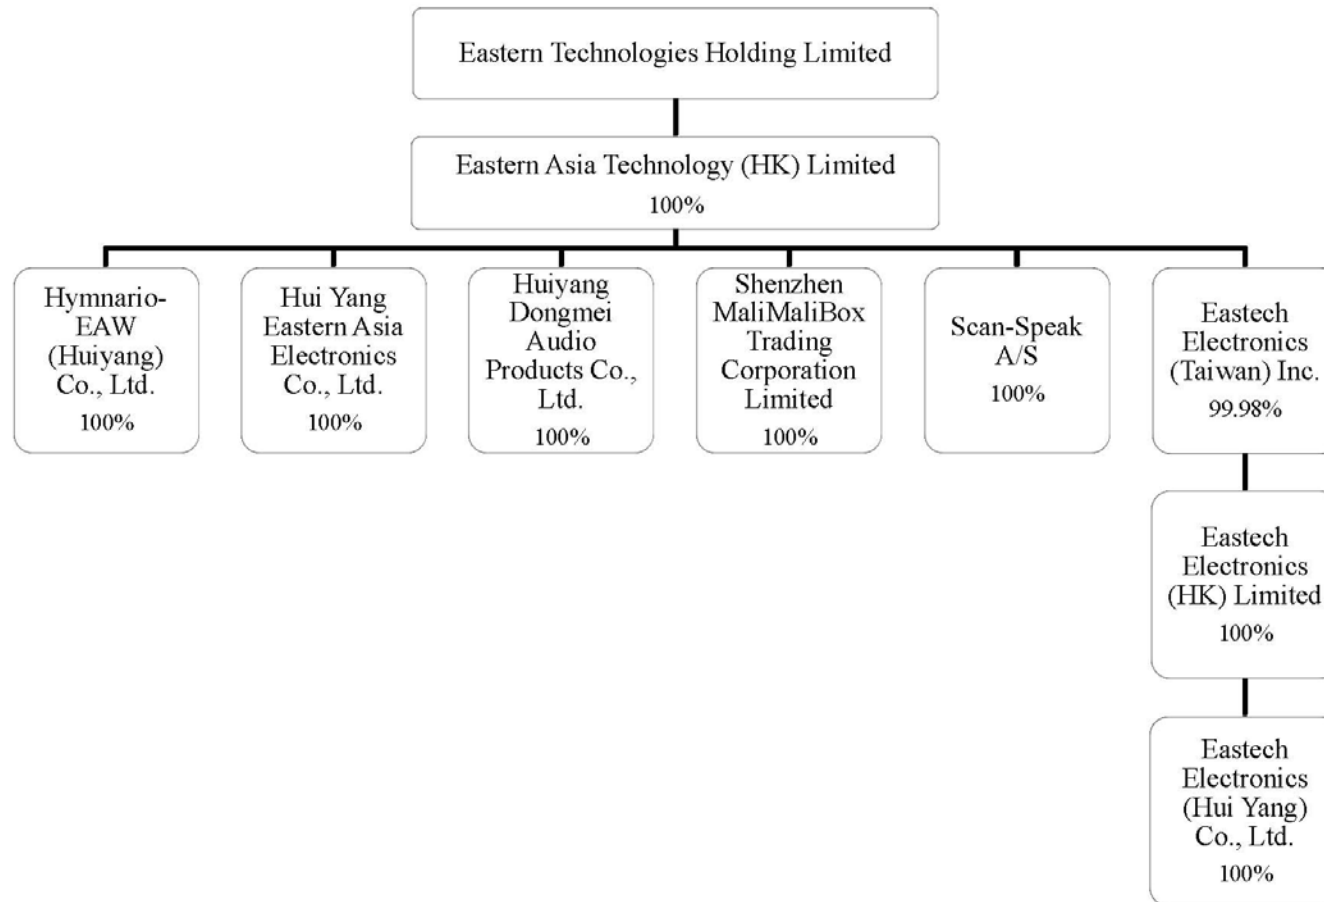 Eastern Technologies Holding Limited
Eastern Asia Technology (HK) Limited
100%
Hymnario-
EAW
(Huiyang)
Co., Ltd.
100%
Hui Yang
Eastern Asia
Electronics
Co., Ltd.
100%
Huiyang
Dongmei
Audio
Products Co.,
Ltd.
100%
Shenzhen
MaliMaliBox
Trading
Corporation
Limited
100%
Scan-Speak
A/S
100%
Eastech
Electronics
(Taiwan) Inc.
99.98%
Eastech
Electronics
(HK) Limited
100%
Eastech
Electronics
(Hui Yang)
Co., Ltd.
100%